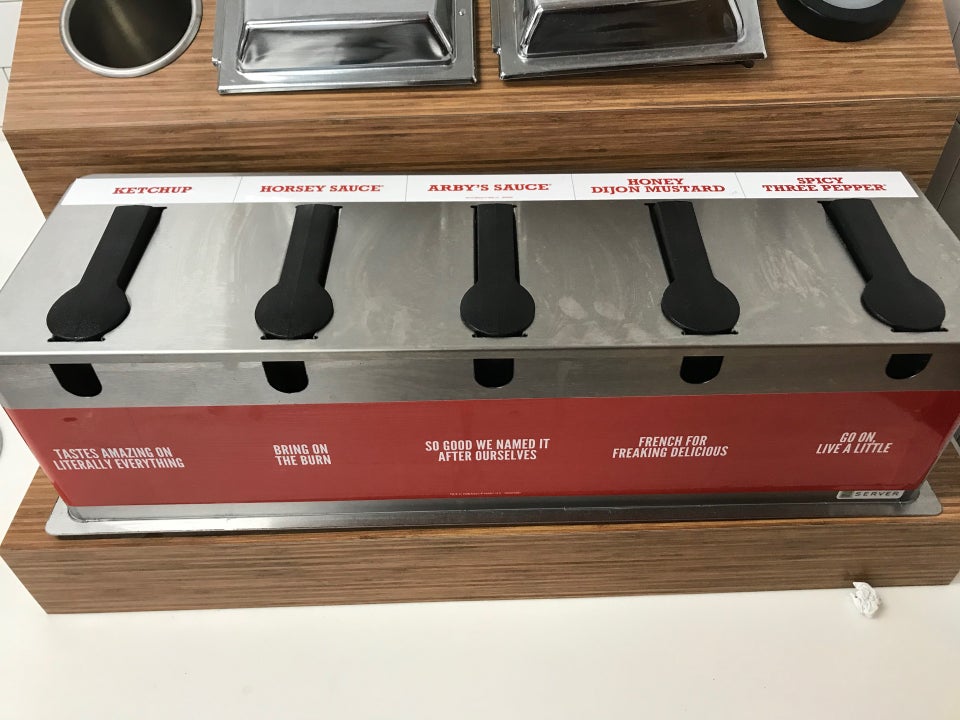 KETCHUP
HORSEY SAUCE®
ARBY'S SAUCE®
HONEY
DIJON MUSTARD
SPICY
THREE PEPPER®
TASTES AMAZING ON
LITERALLY EVERYTHING
BRING ON
THE BURN
SO GOOD WE NAMED IT
AFTER OURSELVES
FRENCH FOR
FREAKING DELICIOUS
GO ON,
LIVE A LITTLE
SERVER